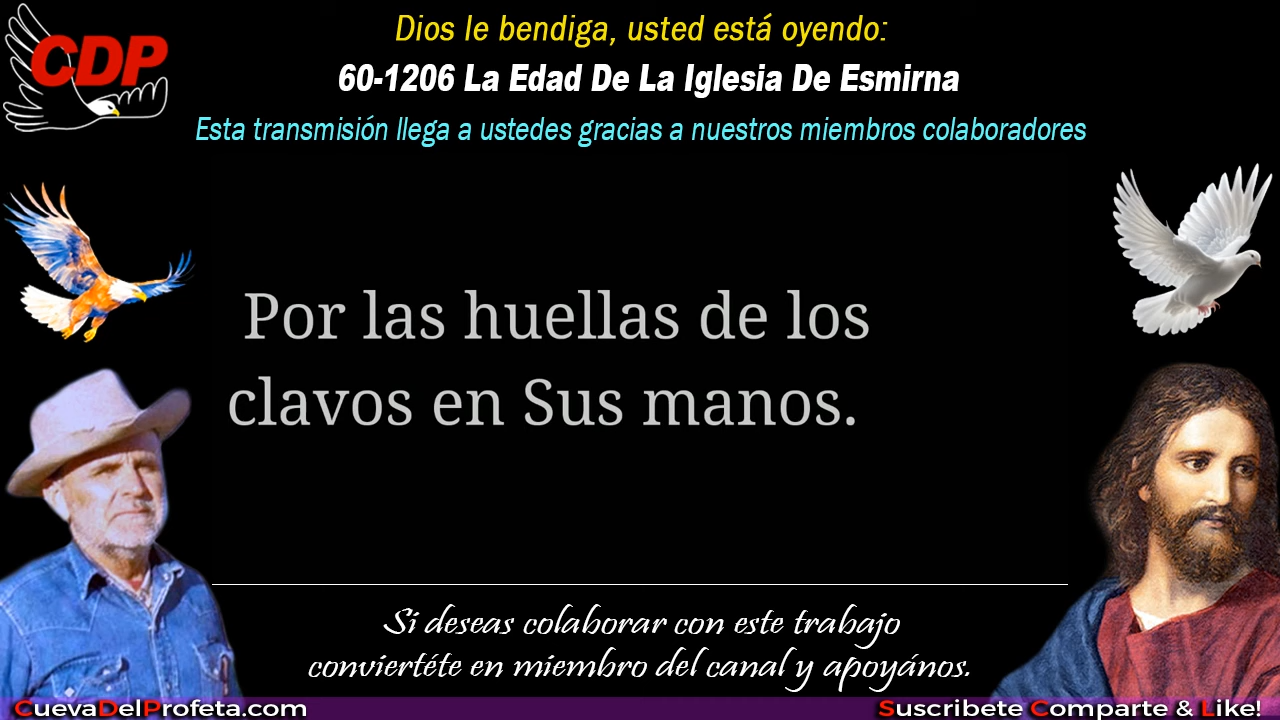 CDP
Dios le bendiga, usted está oyendo:
60-1206 La Edad De La Iglesia De Esmirna
Esta transmisión llega a ustedes gracias a nuestros miembros colaboradores
Por las huellas de los
clavos en Sus manos.
Si deseas colaborar con este trabajo
conviertéte en miembro del canal y apoyános.
CuevaDelProfeta.com
Suscribete Comparte & Like!